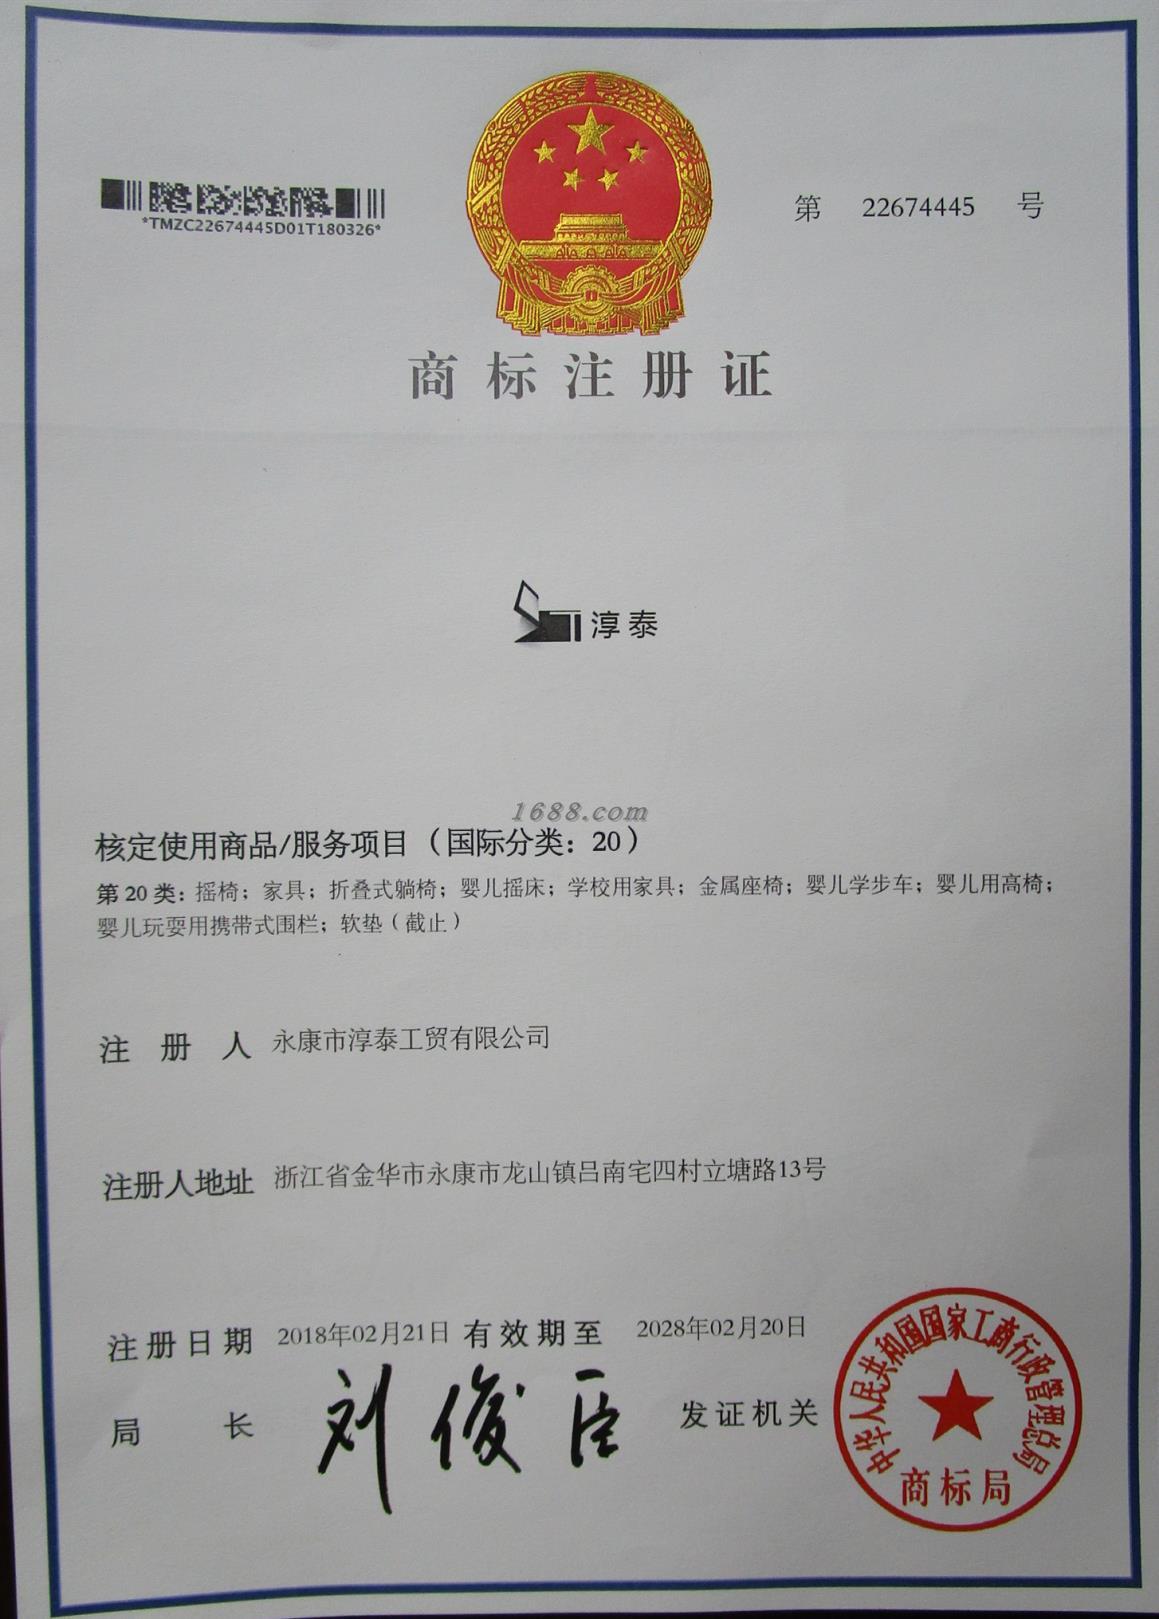 *TMZC22674445D01T180326*
第 22674445 号
商标注册证
淳泰
1688.com
核定使用商品/服务项目（国际分类：20）
第 20 类：摇椅；家具；折叠式躺椅；婴儿摇床；学校用家具；金属座椅；婴儿学步车；婴儿用高椅；
婴儿玩耍用携带式围栏；软垫（截止）
注册人 永康市淳泰工贸有限公司
注册人地址 浙江省金华市永康市龙山镇吕南宅四村立塘路13号
注册日期 2018年02月21日 有效期至 2028年02月20日
局长 刘俊臣 发证机关
中华人民共和国国家工商行政管理总局
商标局